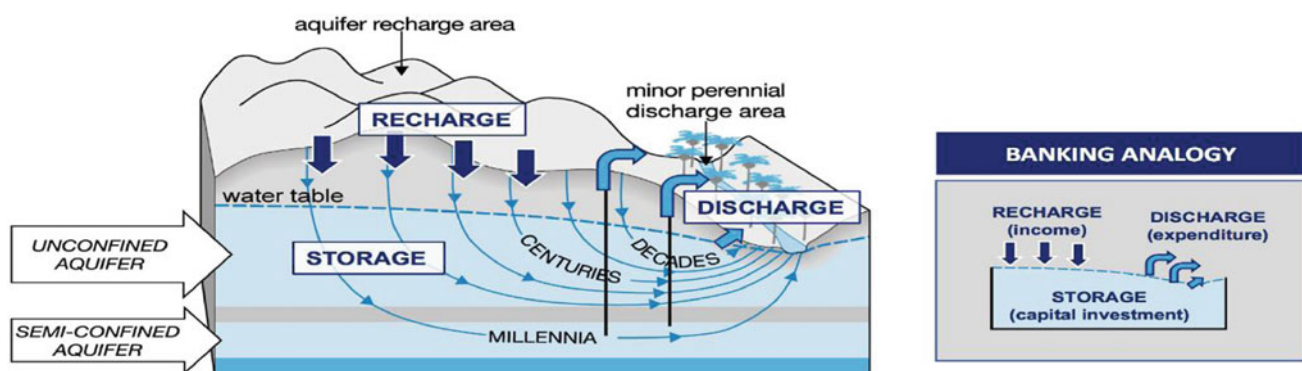 aquifer recharge area
minor perennial
discharge area
RECHARGE
water table
DISCHARGE
UNCONFINED
AQUIFER
STORAGE
CENTURIES
DECADES
SEMI-CONFINED
AQUIFER
MILLENNIA
BANKING ANALOGY
RECHARGE
(income)
DISCHARGE
(expenditure)
STORAGE
(capital investment)